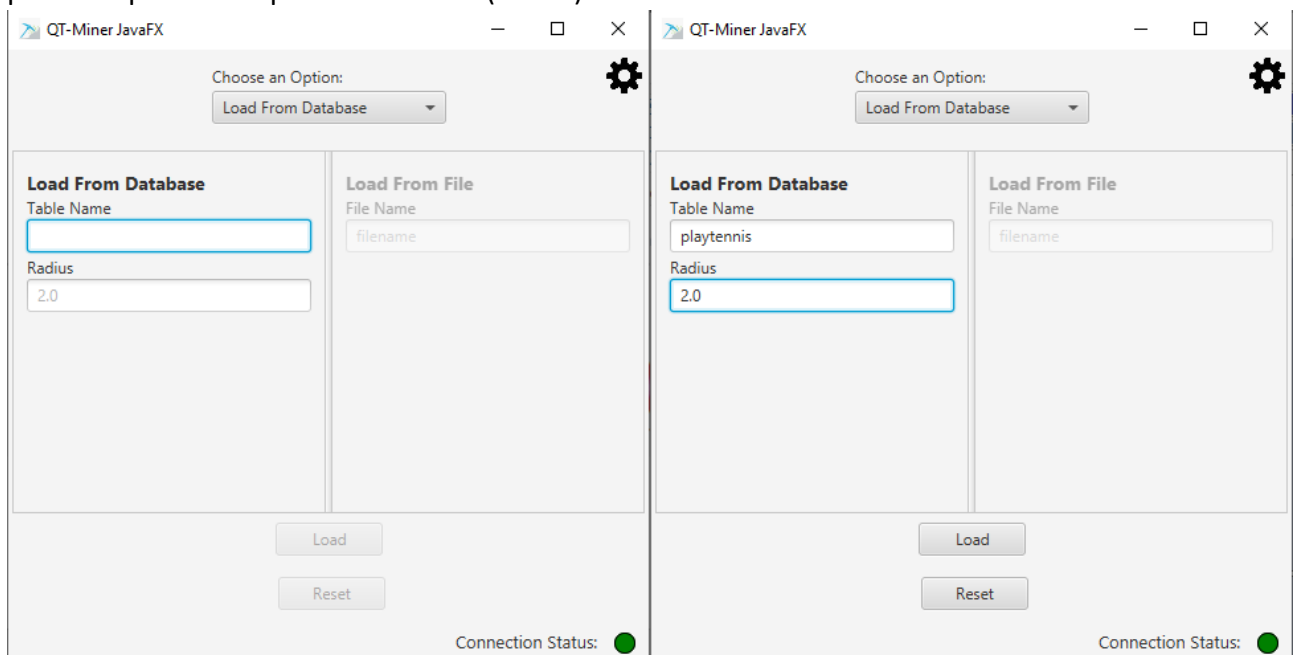 QT-Miner JavaFX
Choose an Option:
Load From Database
Load From Database
Table Name
Radius
2.0
Load From File
File Name
filename
Load
Reset
Connection Status:
QT-Miner JavaFX
Choose an Option:
Load From Database
Load From Database
Table Name
playtennis
Radius
2.0
Load From File
File Name
filename
Load
Reset
Connection Status: